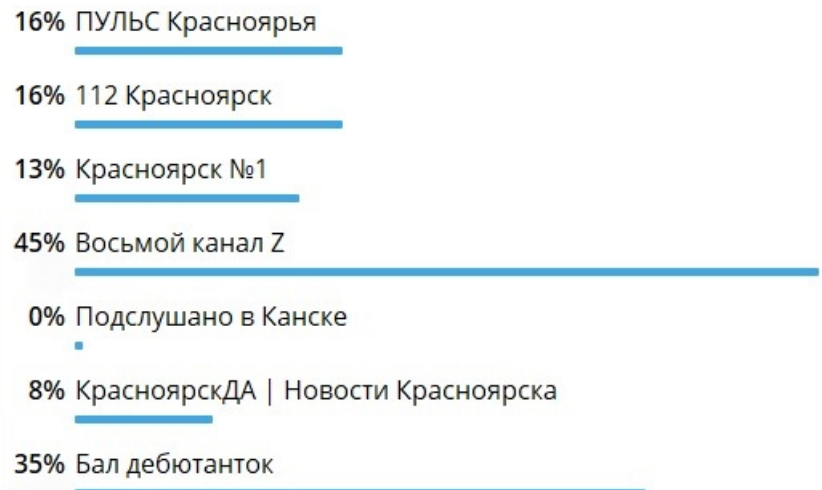 16% ПУЛЬС Красноярья
16% 112 Красноярск
13% Красноярск №1
45% Восьмой канал Z
0% Подслушано в Канске
8% КрасноярскДА | Новости Красноярска
35% Бал дебютанток